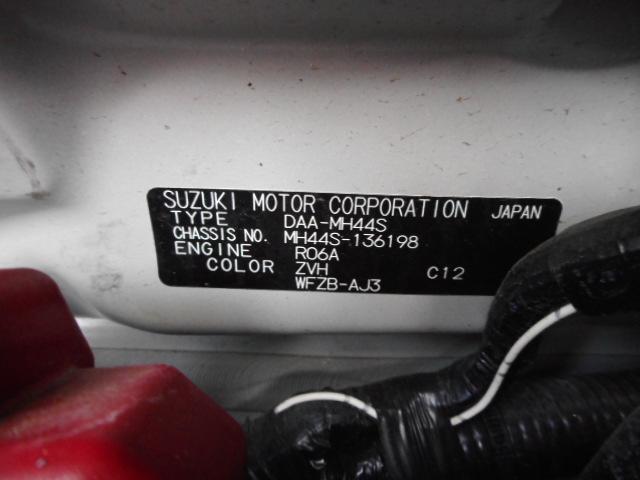 SUZUKI MOTOR CORPORATION JAPAN
TYPE DAA-MH44S
CHASSIS NO. MH44S-136198
ENGINE R06A
COLOR ZVH C12
WFZB-AJ3